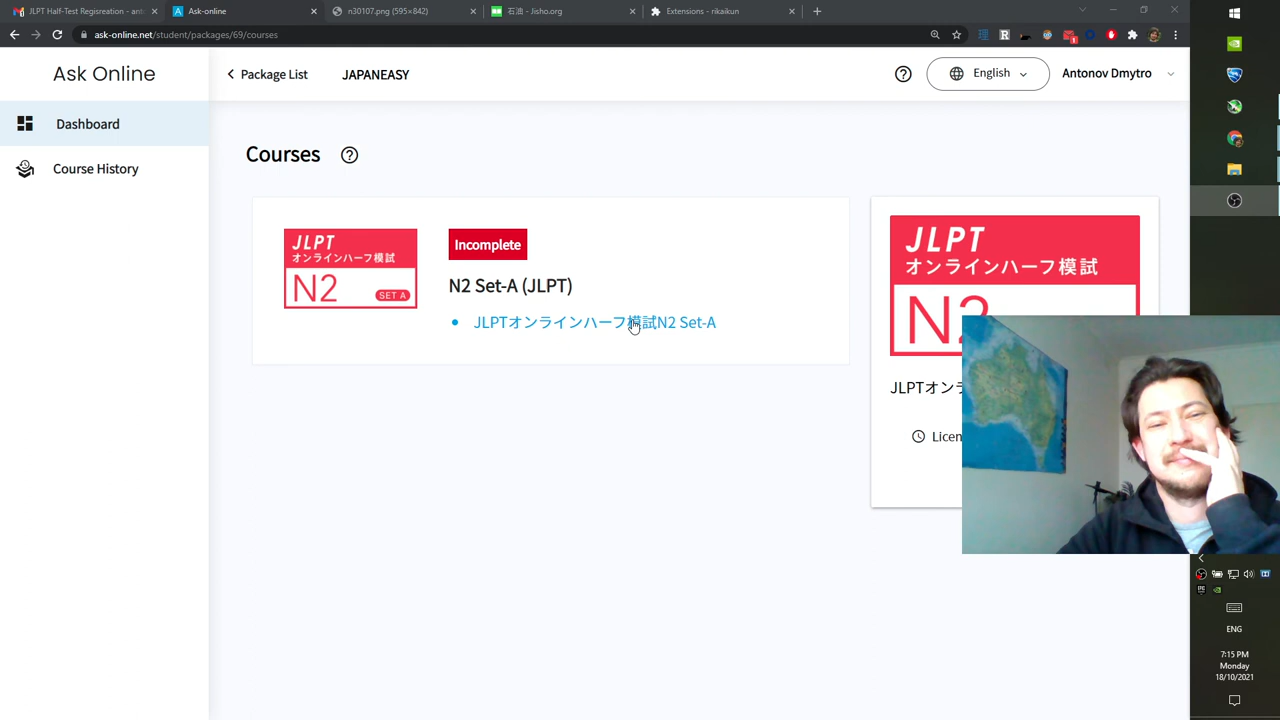 JLPT Half-Test Regisreation - ant
Ask-online
n30107.png (595×842)
石油 - Jisho.org
Extensions - rikaikun
ask-online.net/student/packages/69/courses
Ask Online
Package List
JAPANEASY
English
Antonov Dmytro
Dashboard
Course History
Courses
JLPT
オンラインハーフ模試
N2
SET A
Incomplete
N2 Set-A (JLPT)
JLPTオンラインハーフ模試N2 Set-A
JLPT
オンラインハーフ模試
N2
JLPTオン
Licen
ENG
7:15 PM
Monday
18/10/2021